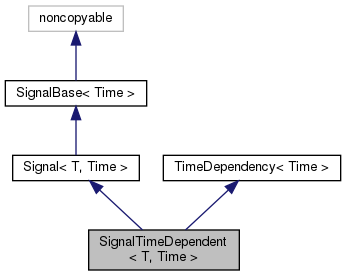 noncopyable
SignalBase< Time >
Signal< T, Time >
TimeDependency< Time >
SignalTimeDependent
< T, Time >